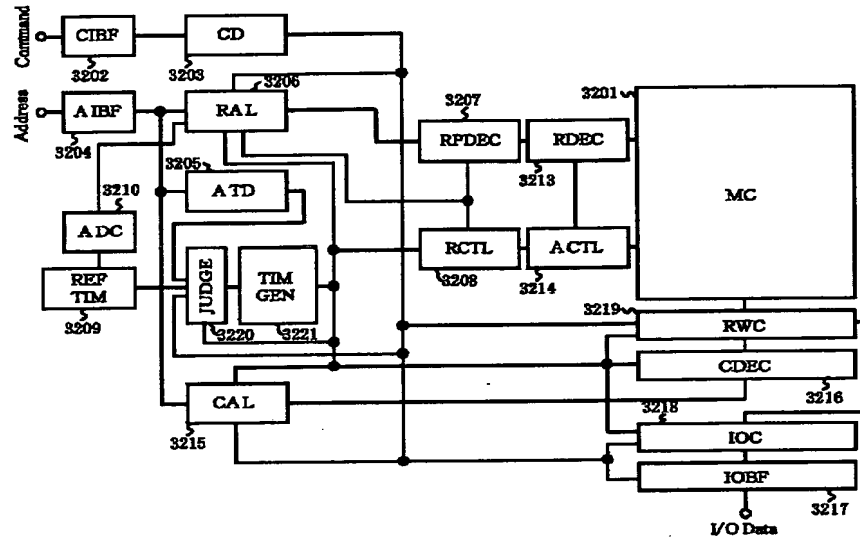 Command
CIBF
3202
CD
3203
3206
Address
AIBF
3204
RAL
3205
ATD
3210
ADC
REF
TIM
3209
JUDGE
3220
TIM
GEN
3221
CAL
3215
3207
RPDEC
RDEC
3213
RCTL
3208
ACTL
3214
3201
MC
3219
RWC
CDEC
3216
3218
IOC
IOBF
3217
I/O Data